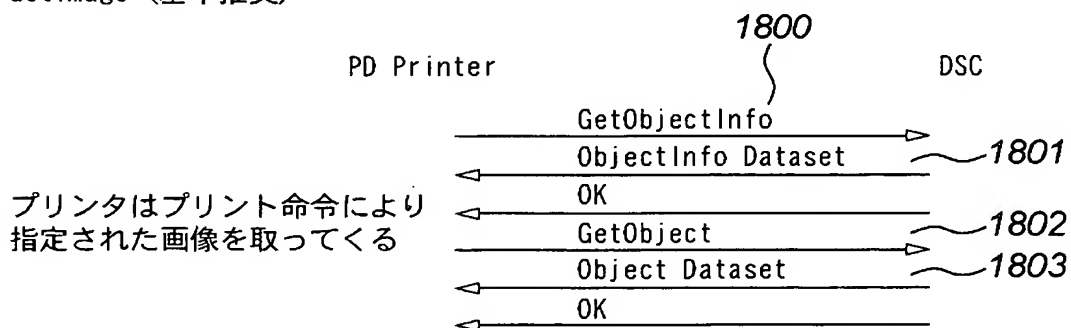 1800
PD Printer DSC
GetObjectInfo
ObjectInfo Dataset 1801
OK
プリンタはプリント命令により
指定された画像を取ってくる
GetObject 1802
Object Dataset 1803
OK